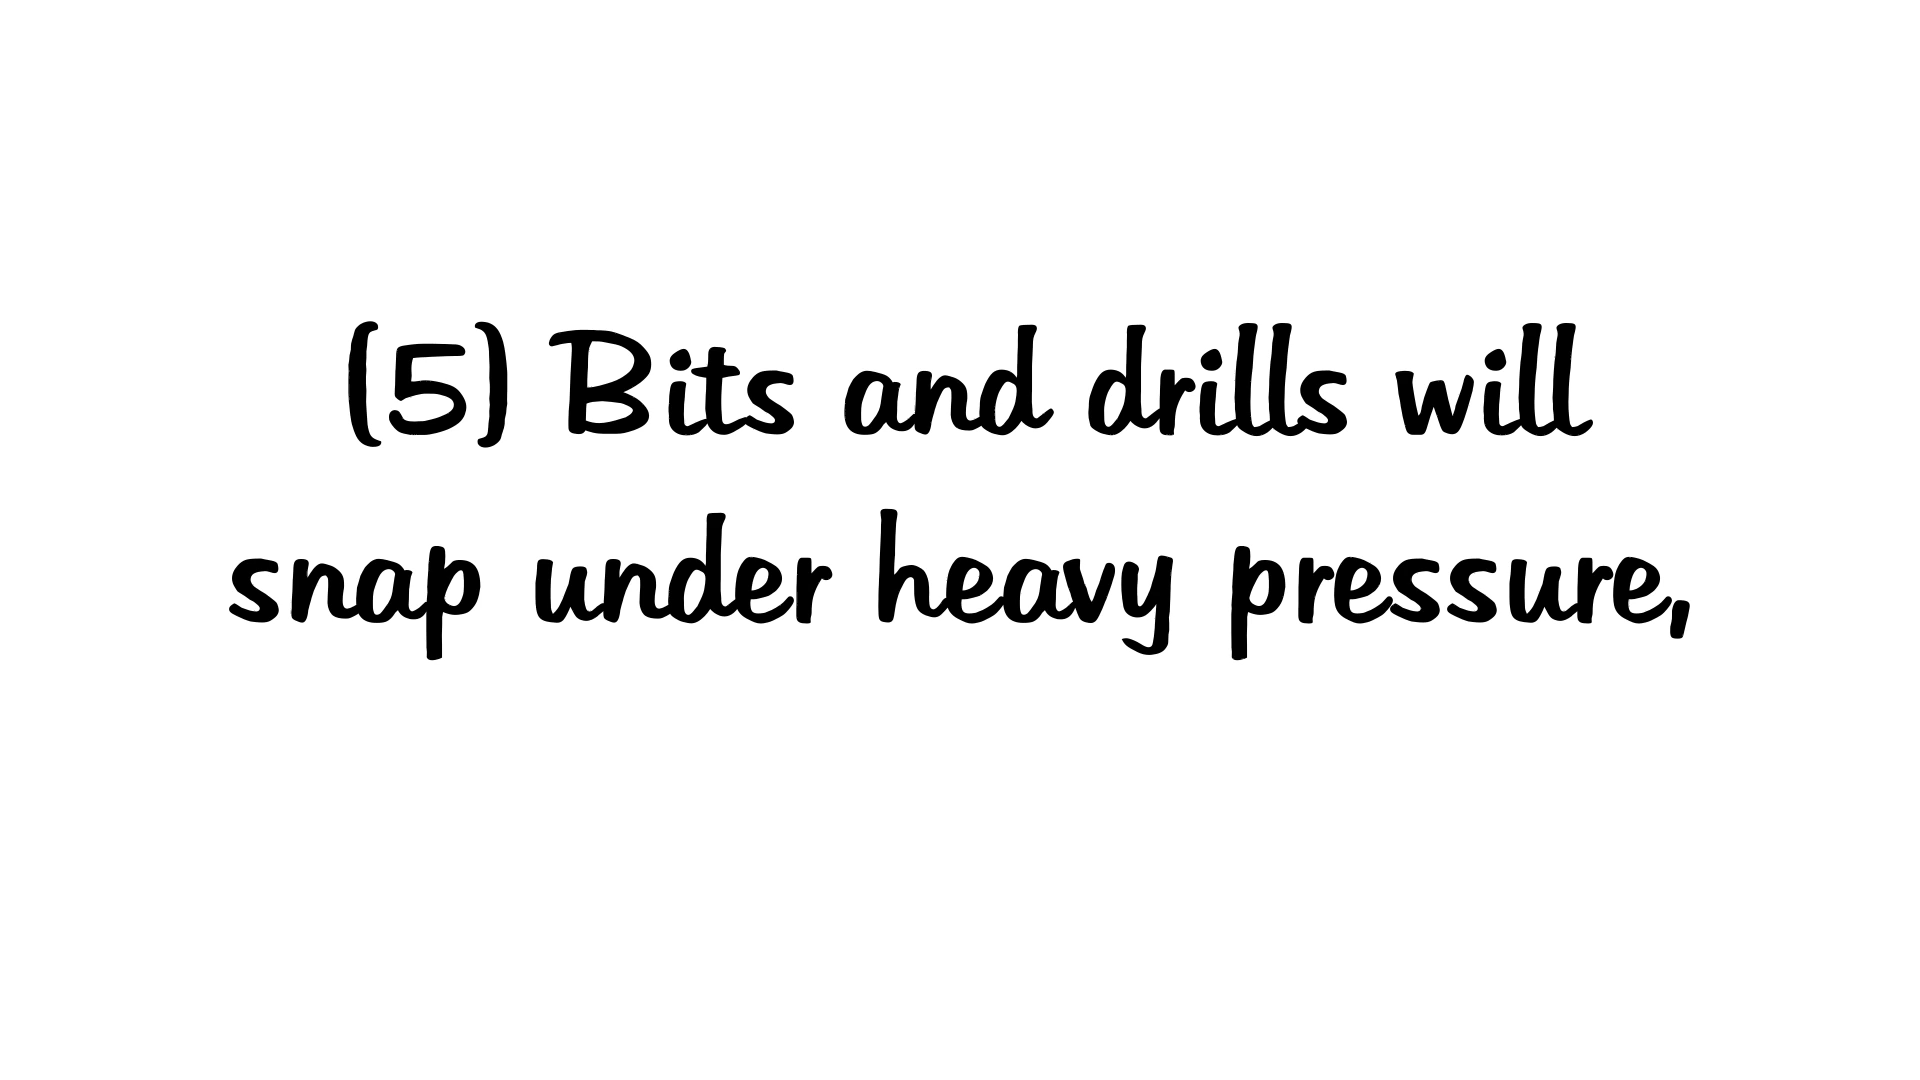 (5) Bits and drills will
snap under heavy pressure,